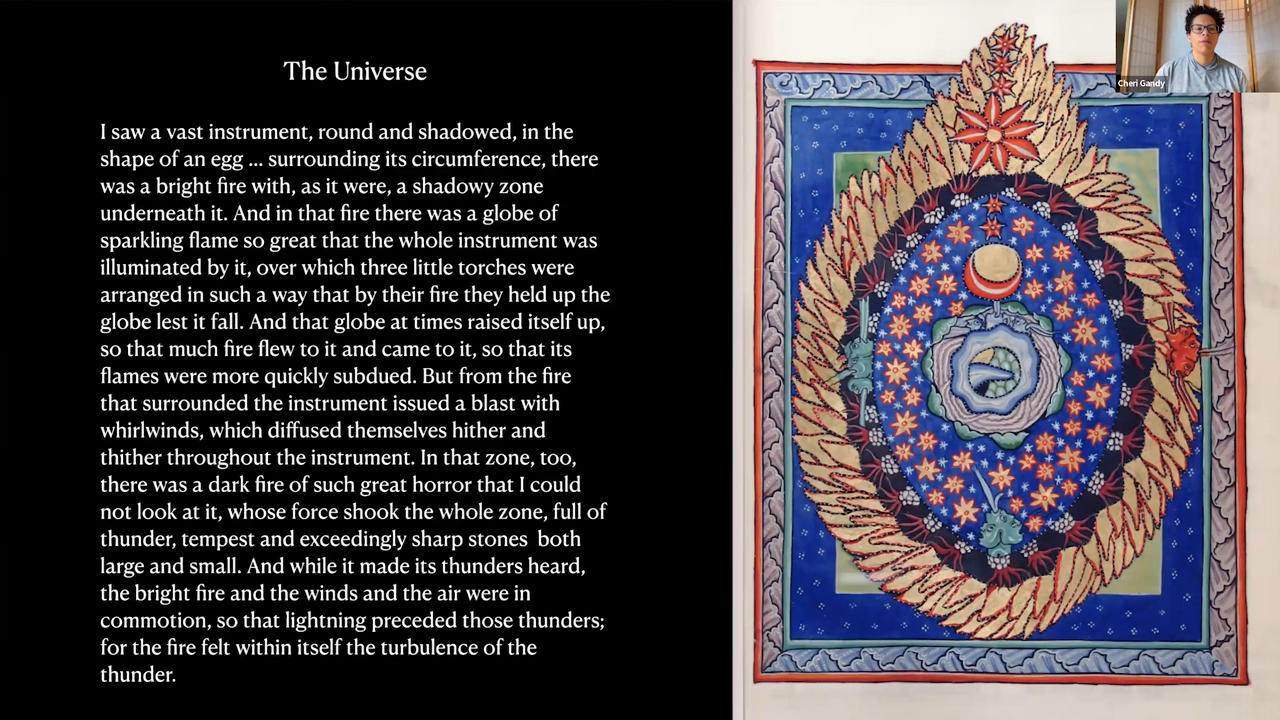 The Universe
I saw a vast instrument, round and shadowed, in the
shape of an egg ... surrounding its circumference, there
was a bright fire with, as it were, a shadowy zone
underneath it. And in that fire there was a globe of
sparkling flame so great that the whole instrument was
illuminated by it, over which three little torches were
arranged in such a way that by their fire they held up the
globe lest it fall. And that globe at times raised itself up,
so that much fire flew to it and came to it, so that its
flames were more quickly subdued. But from the fire
that surrounded the instrument issued a blast with
whirlwinds, which diffused themselves hither and
thither throughout the instrument. In that zone, too,
there was a dark fire of such great horror that I could
not look at it, whose force shook the whole zone, full of
thunder, tempest and exceedingly sharp stones both
large and small. And while it made its thunders heard,
the bright fire and the winds and the air were in
commotion, so that lightning preceded those thunders;
for the fire felt within itself the turbulence of the
thunder.
Cheri Gandy